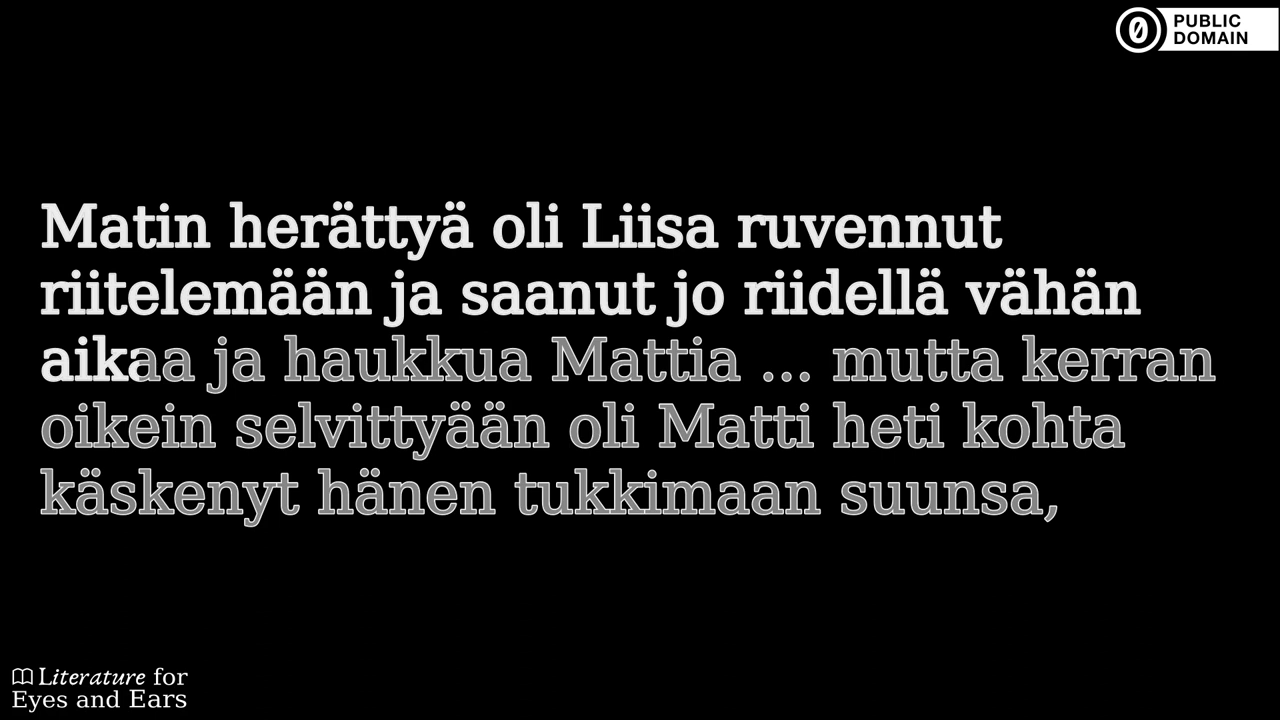 PUBLIC
DOMAIN
Matin herättyä oli Liisa ruvennut
riitelemään ja saanut jo riidellä vähän
aikaa ja haukkua Mattia ... mutta kerran
oikein selvittyään oli Matti heti kohta
käskenyt hänen tukkimaan suunsa,
Literature for
Eyes and Ears